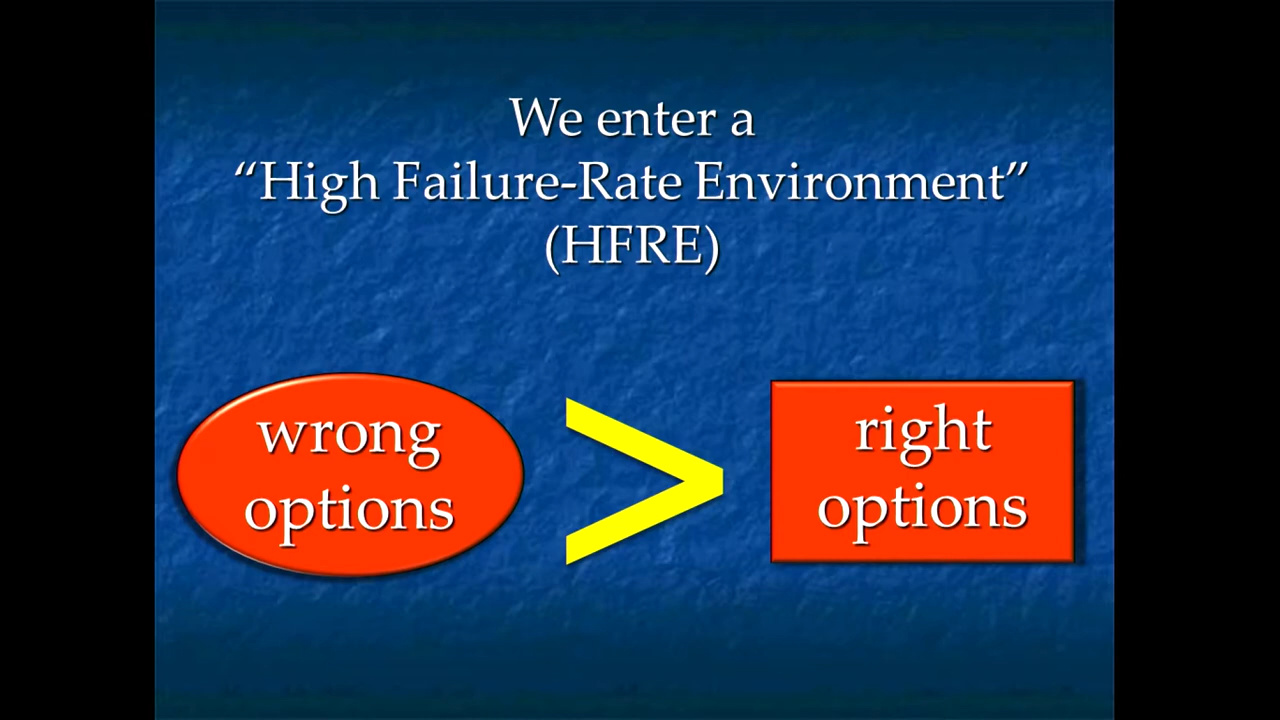 We enter a
“High Failure-Rate Environment”
(HFRE)
wrong
options
>
right
options